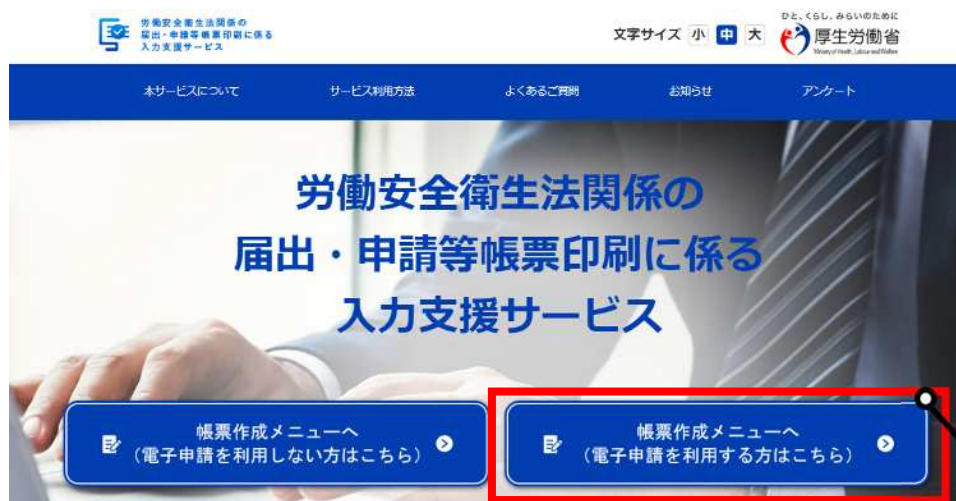 労働安全衛生法関係の
届出・申請等帳票印刷に係る
入力支援サービス
文字サイズ 小 中 大
ひと、くらし、みらいのために
厚生労働省
Ministry of Health, Labour and Welfare
本サービスについて サービス利用方法 よくあるご質問 お知らせ アンケート
労働安全衛生法関係の
届出・申請等帳票印刷に係る
入力支援サービス
帳票作成メニューへ
（電子申請を利用しない方はこちら）
帳票作成メニューへ
（電子申請を利用する方はこちら）